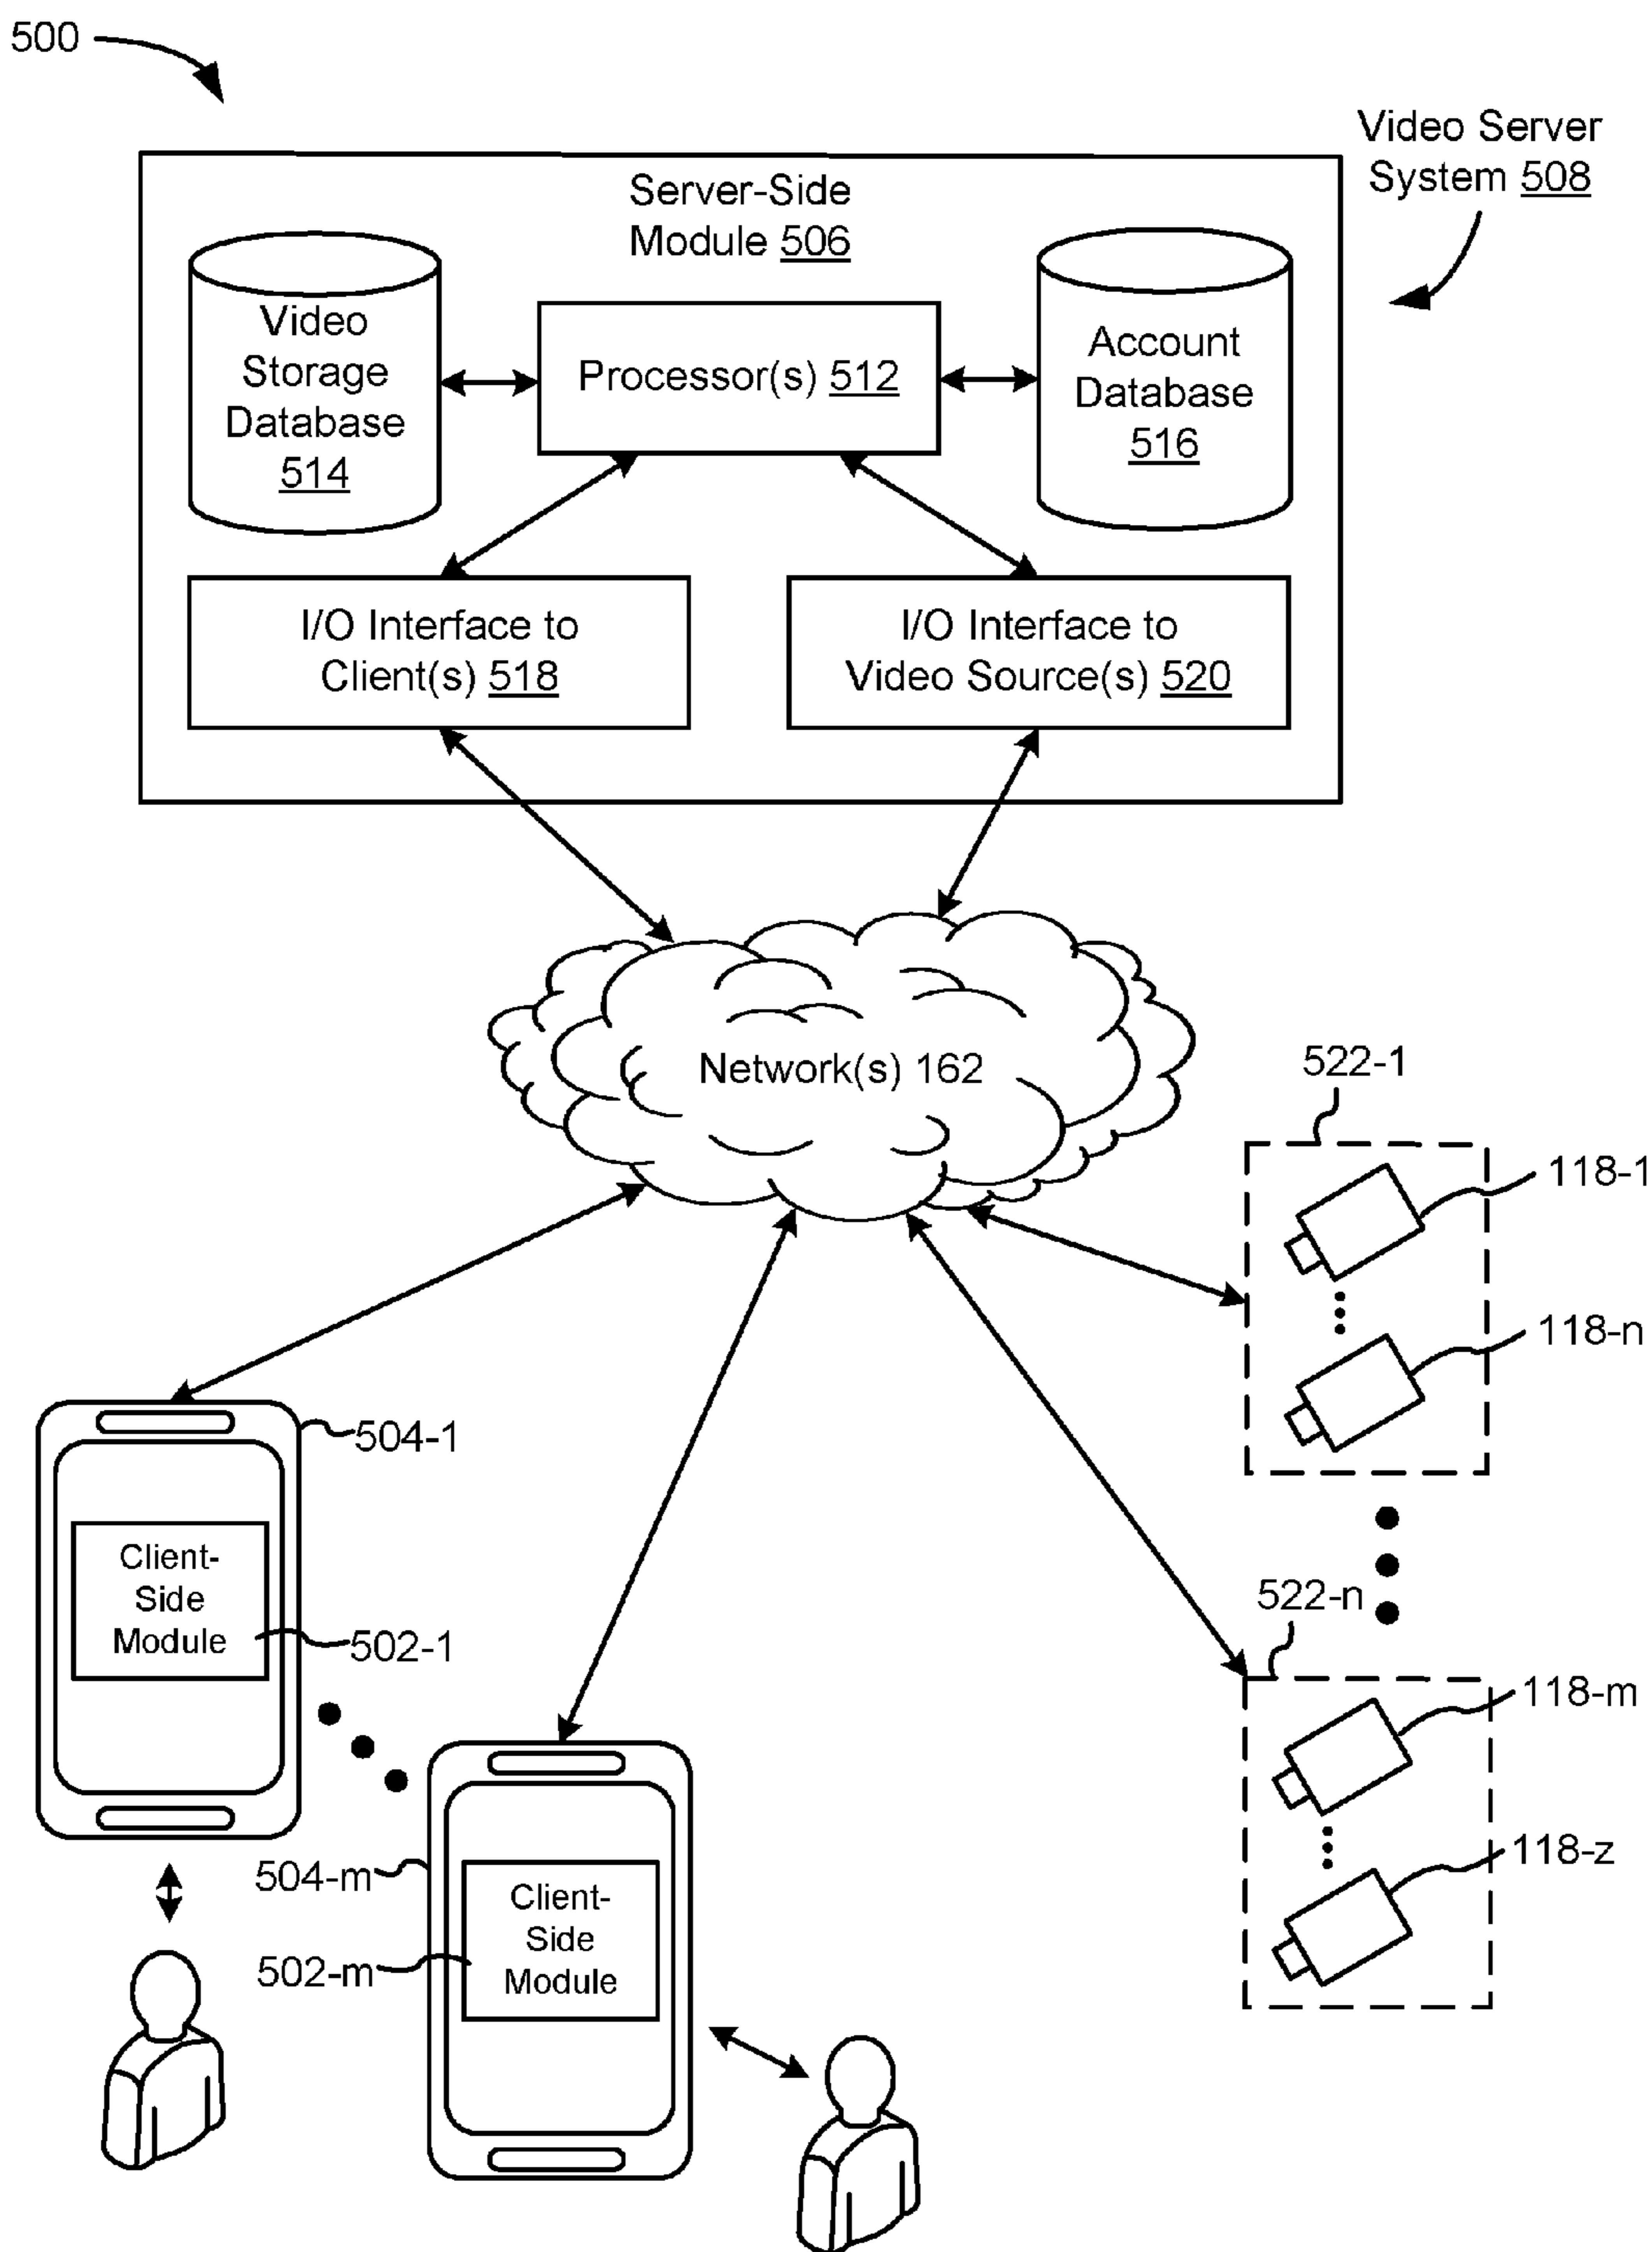 500
Video Server
System 508
Server-Side
Module 506
Video
Storage
Database
514
Processor(s) 512
Account
Database
516
I/O Interface to
Client(s) 518
I/O Interface to
Video Source(s) 520
Network(s) 162
522-1
118-1
118-n
504-1
Client-
Side
Module
502-1
522-n
118-m
118-z
504-m
Client-
Side
Module
502-m